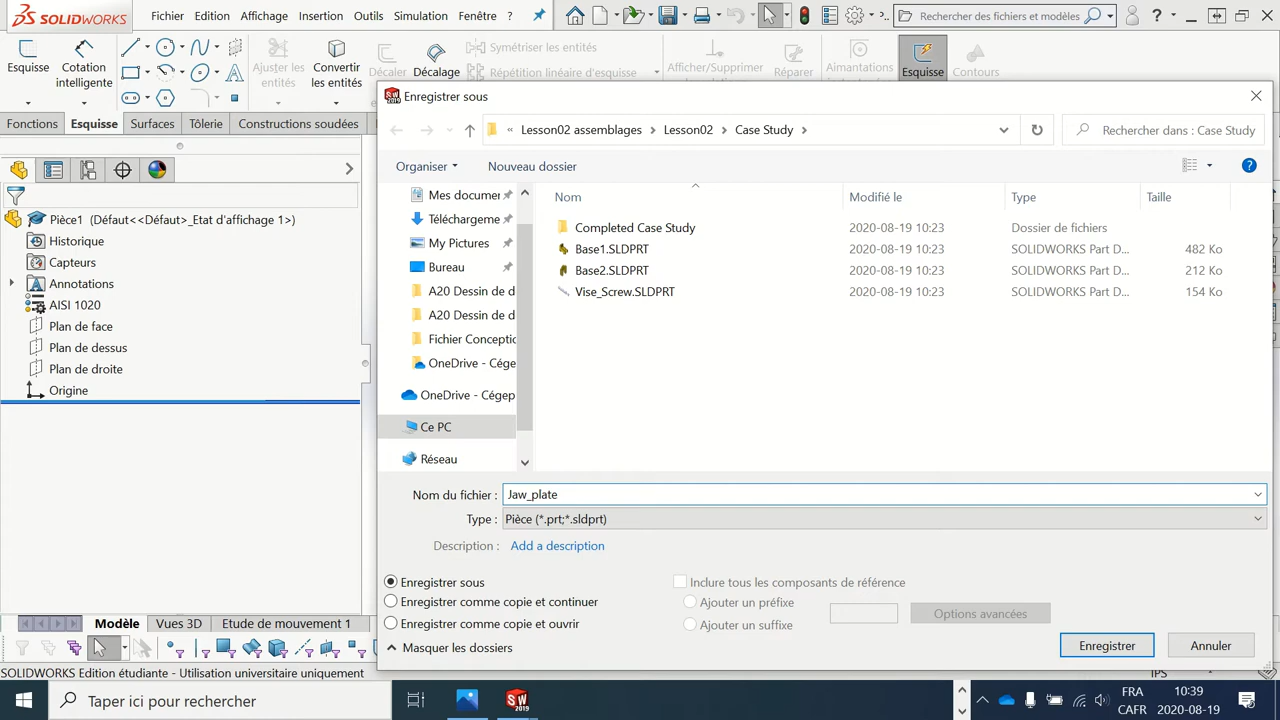 SOLIDWORKS
Fichier Edition Affichage Insertion Outils Simulation Fenêtre ?
Rechercher des fichiers et modèles
Esquisse
Cotation intelligente
Ajuster les entités
Convertir les entités
Décaler
Décalage
Symétriser les entités
Répétition linéaire d'esquisse
Afficher/Supprimer
Réparer
Aimantations
Esquisse
Contours
Fonctions Esquisse Surfaces Tôlerie Constructions soudées
Pièce1 (Défaut<<Défaut>_Etat d'affichage 1>)
Historique
Capteurs
Annotations
AISI 1020
Plan de face
Plan de dessus
Plan de droite
Origine
SW 2019 Enregistrer sous
« Lesson02 assemblages > Lesson02 > Case Study >
Rechercher dans : Case Study
Organiser Nouveau dossier
Mes documen
Téléchargeme
My Pictures
Bureau
A20 Dessin de d
A20 Dessin de d
Fichier Conceptic
OneDrive - Cége
OneDrive - Cégep
Ce PC
Réseau
Nom Modifié le Type Taille
Completed Case Study 2020-08-19 10:23 Dossier de fichiers
Base1.SLDPRT 2020-08-19 10:23 SOLIDWORKS Part D... 482 Ko
Base2.SLDPRT 2020-08-19 10:23 SOLIDWORKS Part D... 212 Ko
Vise_Screw.SLDPRT 2020-08-19 10:23 SOLIDWORKS Part D... 154 Ko
Nom du fichier : Jaw_plate
Type : Pièce (*.prt;*.sldprt)
Description : Add a description
Enregistrer sous
Enregistrer comme copie et continuer
Enregistrer comme copie et ouvrir
Inclure tous les composants de référence
Ajouter un préfixe
Ajouter un suffixe
Options avancées
Masquer les dossiers
Enregistrer
Annuler
Modèle Vues 3D Etude de mouvement 1
SOLIDWORKS Edition étudiante - Utilisation universitaire uniquement
IPS
Taper ici pour rechercher
SW 2019
FRA
CAFR
10:39
2020-08-19